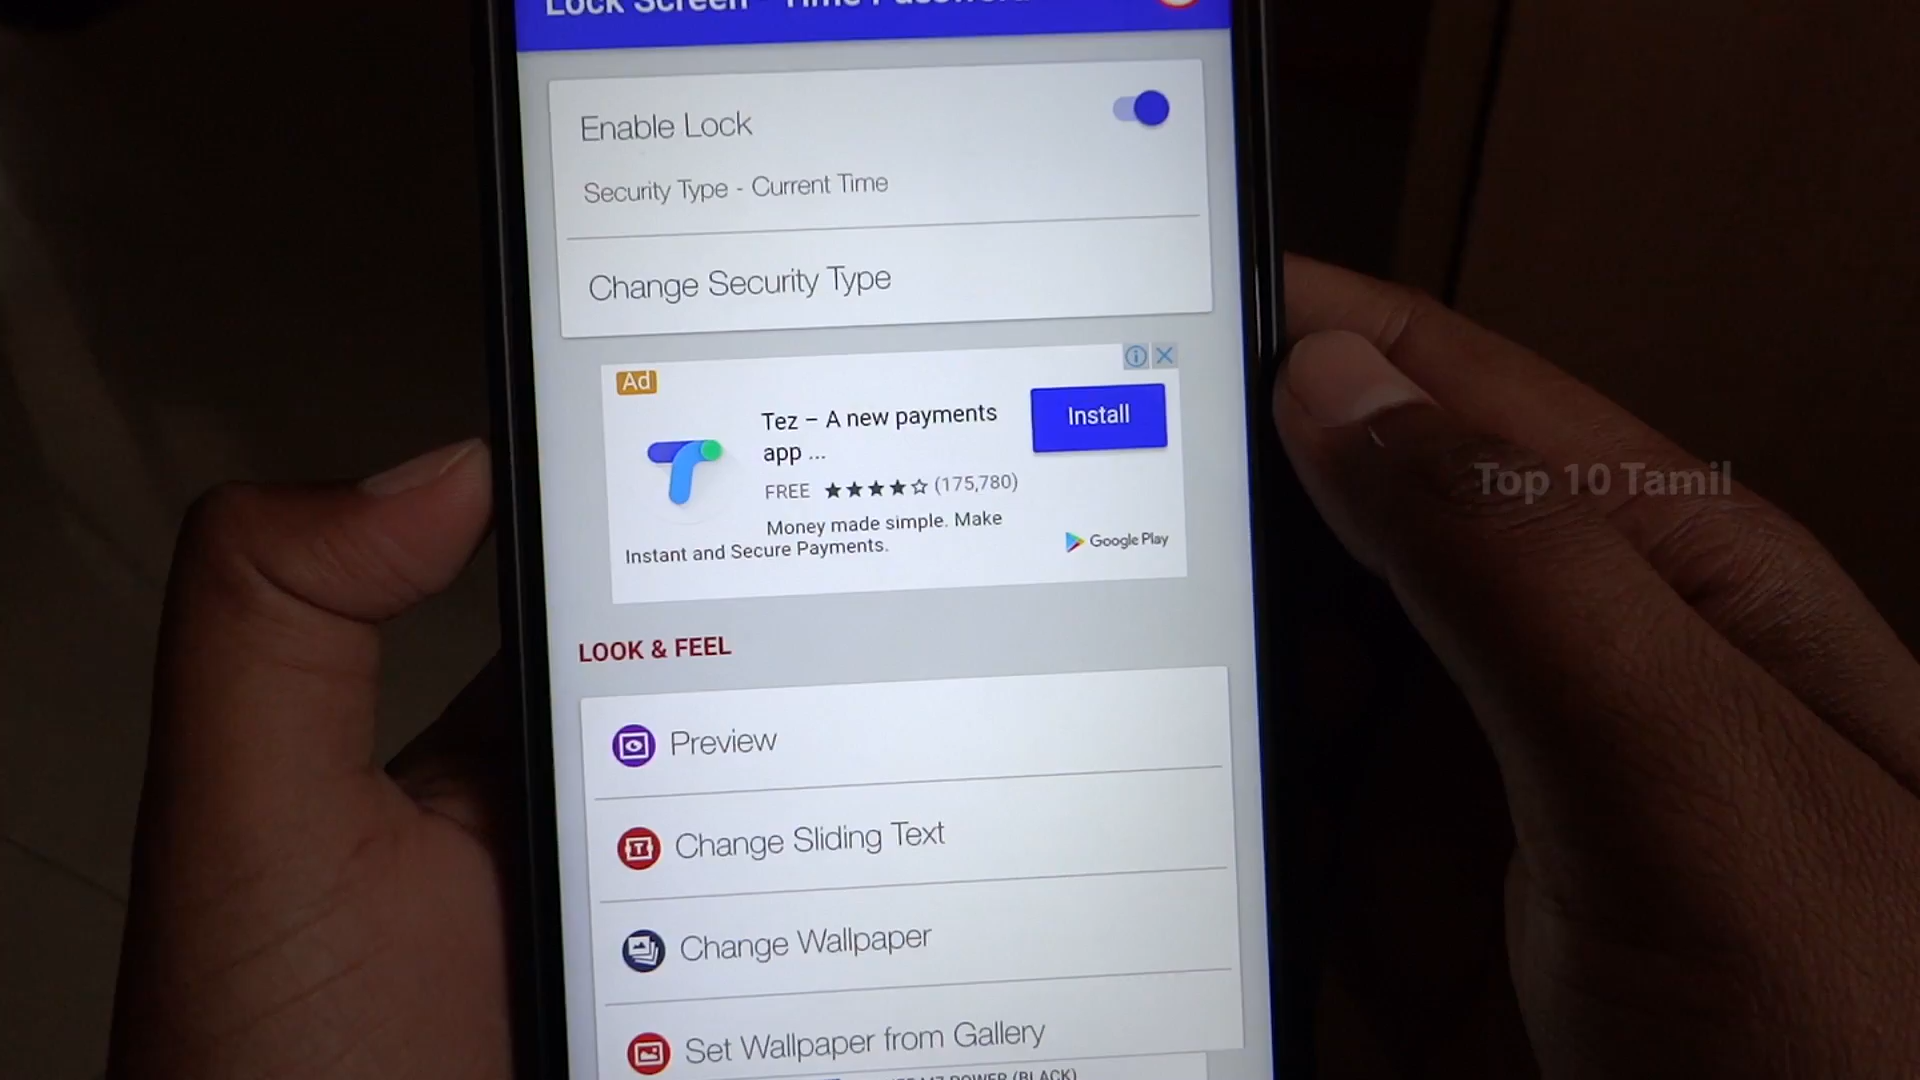 Lock Screen - Time Password
Enable Lock
Security Type - Current Time
Change Security Type
Ad
Tez – A new payments
app ...
Install
FREE ★★★★☆ (175,780)
Money made simple. Make
Instant and Secure Payments.
Google Play
Top 10 Tamil
LOOK & FEEL
Preview
Change Sliding Text
Change Wallpaper
Set Wallpaper from Gallery
POWER (BLACK)